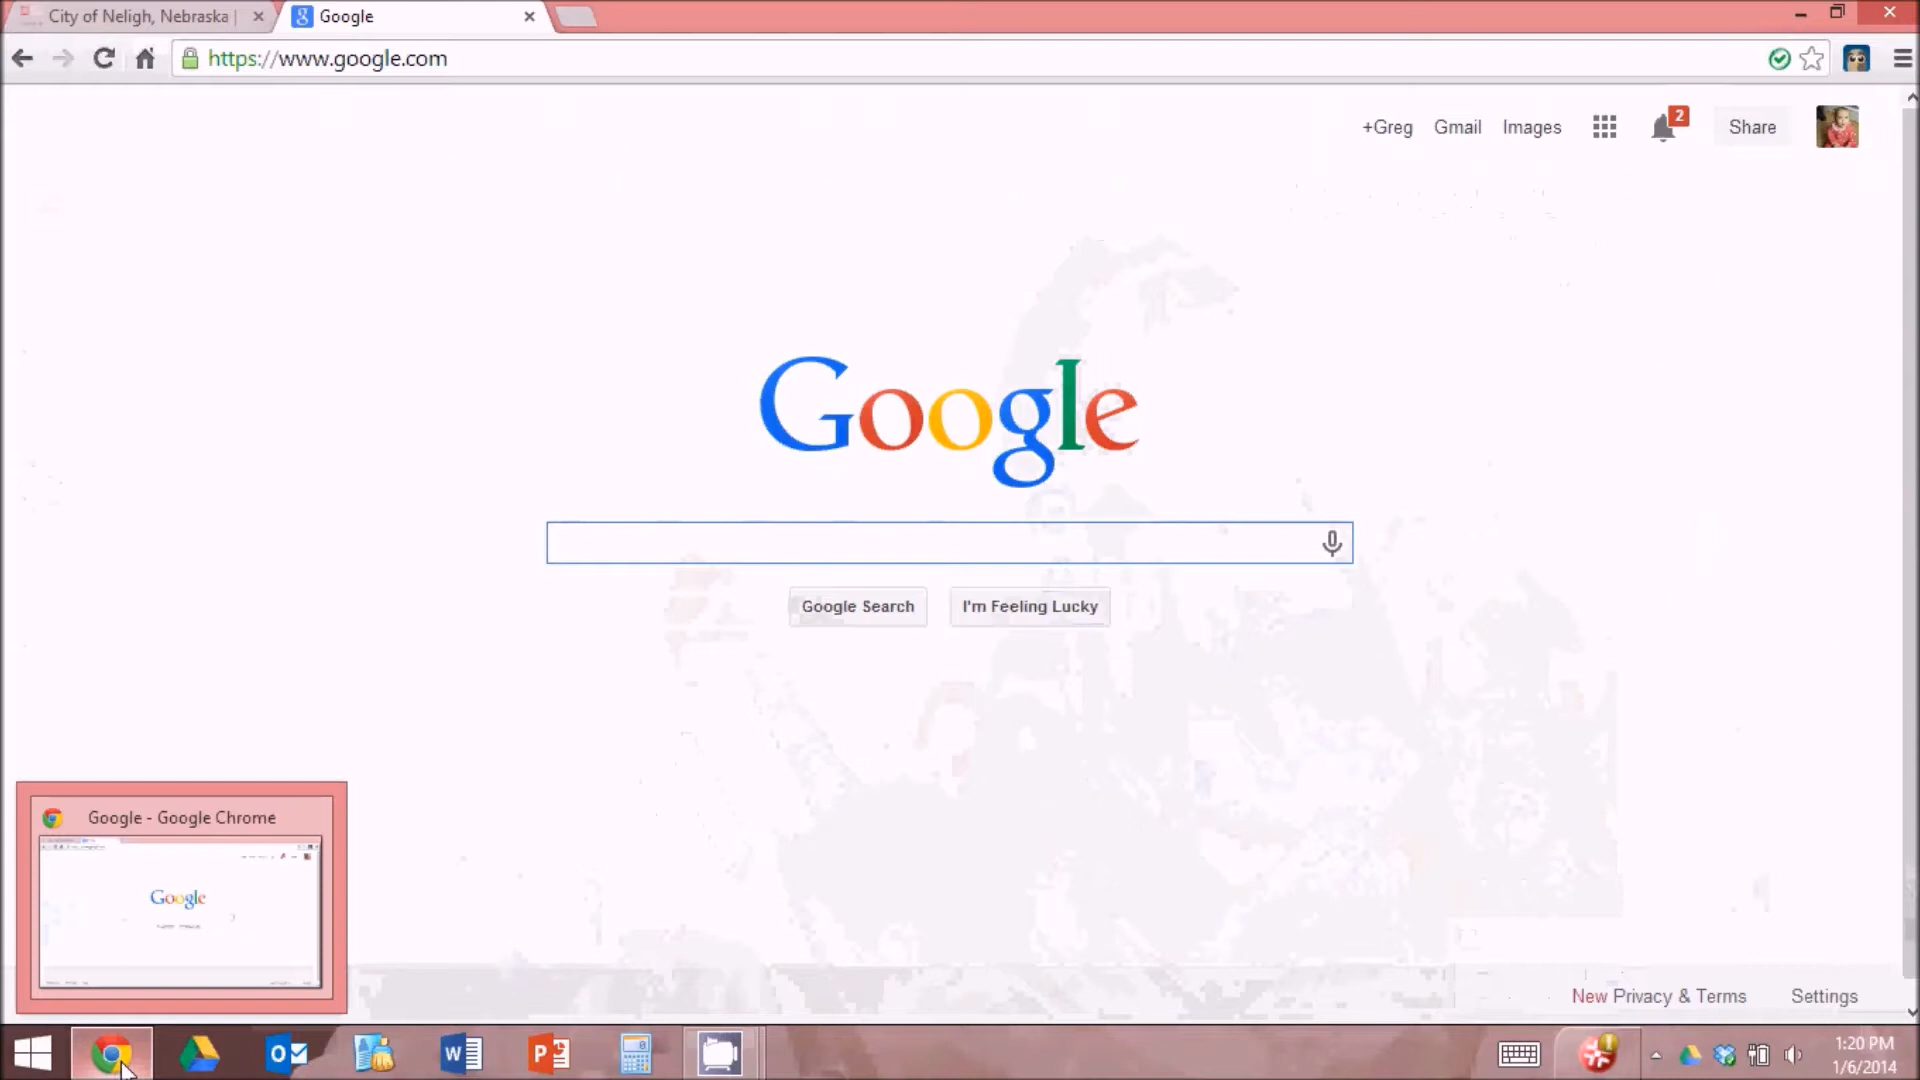 City of Neligh, Nebraska |
Google
https://www.google.com
+Greg
Gmail
Images
2
Share
Google
Google Search
I'm Feeling Lucky
Google - Google Chrome
Google
New Privacy & Terms
Settings
1:20 PM
1/6/2014